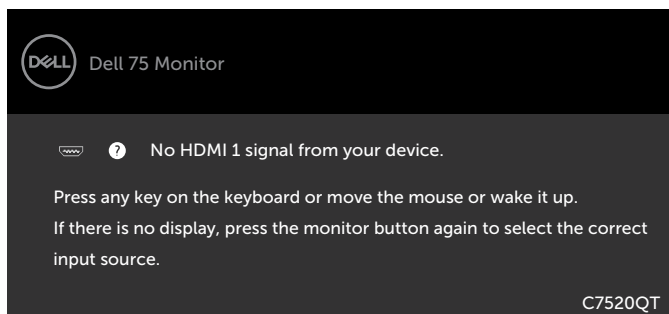 DELL
Dell 75 Monitor
? No HDMI 1 signal from your device.
Press any key on the keyboard or move the mouse or wake it up.
If there is no display, press the monitor button again to select the correct
input source.
C7520QT